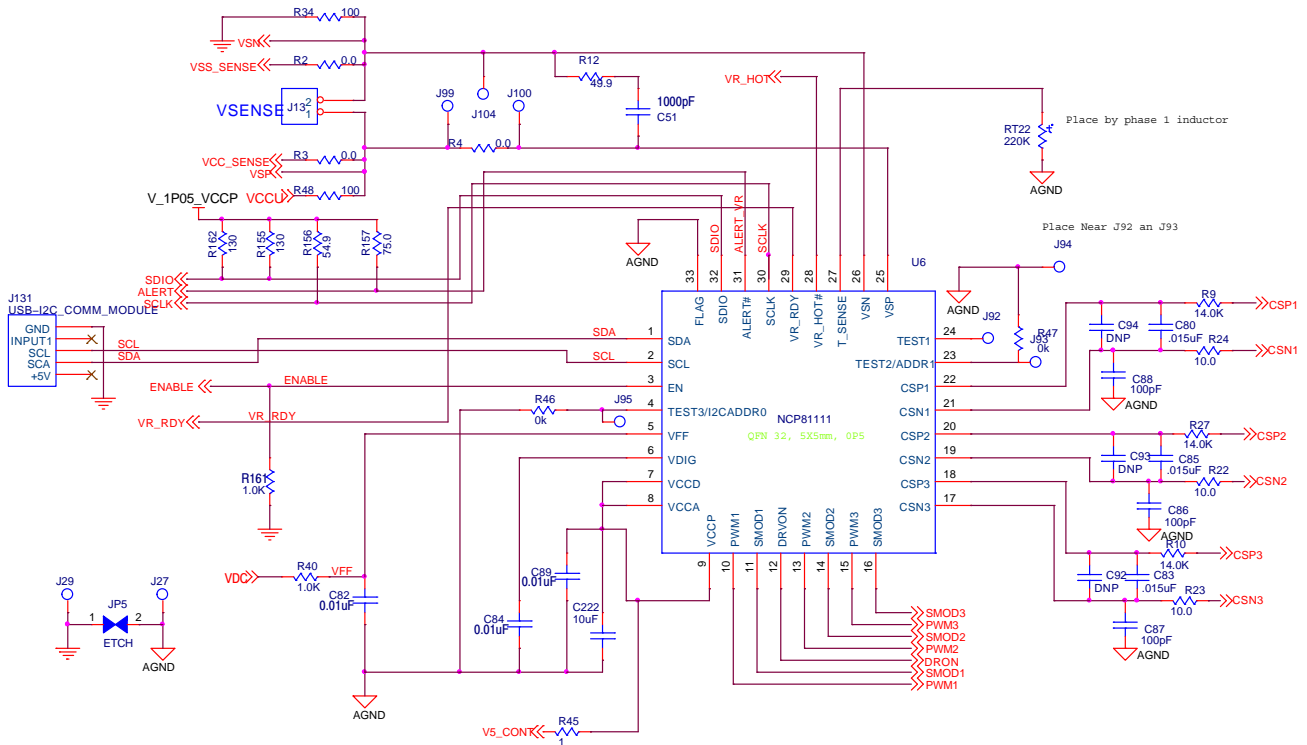 R34 100
VSN
R2 0.0
VSS_SENSE
VSENSE
J13
2
1
R3 0.0
VCC_SENSE
VSP
V_1P05_VCCP
VCCU
R48 100
R12
49.9
1000pF
C51
J99
J104
J100
R4 0.0
VR_HOT
RT22
220K
t
Place by phase 1 inductor
AGND
R162
130
R155
130
R156
54.9
R157
75.0
SDIO
ALERT
SCLK
AGND
SDIO
ALERT_VR
SCLK
Place Near J92 an J93
J94
AGND
J131
USB-I2C_COMM_MODULE
GND
INPUT1
SCL
SCA
+5V
SCL
SDA
SDA
SCL
ENABLE
ENABLE
VR_RDY
VR_RDY
R161
1.0K
U6
33 FLAG
32 SDIO
31 ALERT#
30 SCLK
29 VR_RDY
28 VR_HOT#
27 T_SENSE
26 VSN
25 VSP
1 SDA
2 SCL
3 EN
4 TEST3/I2CADDR0
5 VFF
6 VDIG
7 VCCD
8 VCCA
NCP81111
QFN 32, 5X5mm, 0P5
24 TEST1
23 TEST2/ADDR1
22 CSP1
21 CSN1
20 CSP2
19 CSN2
18 CSP3
17 CSN3
9 VCCP
10 PWM1
11 SMOD1
12 DRVON
13 PWM2
14 SMOD2
15 PWM3
16 SMOD3
J92
J93
R47
0k
R46
0k
J95
R9
14.0K
CSP1
C94
DNP
C80
.015uF
R24
10.0
CSN1
C88
100pF
AGND
R27
14.0K
CSP2
C93
DNP
C85
.015uF
R22
10.0
CSN2
C86
100pF
AGND
R10
14.0K
CSP3
C92
DNP
C83
.015uF
R23
10.0
CSN3
C87
100pF
AGND
VDC
R40
1.0K
VFF
C82
0.01uF
C84
0.01uF
C89
0.01uF
C222
10uF
AGND
J29
J27
JP5
1 2
ETCH
AGND
SMOD3
PWM3
SMOD2
PWM2
DRON
SMOD1
PWM1
V5_CONT
R45
1